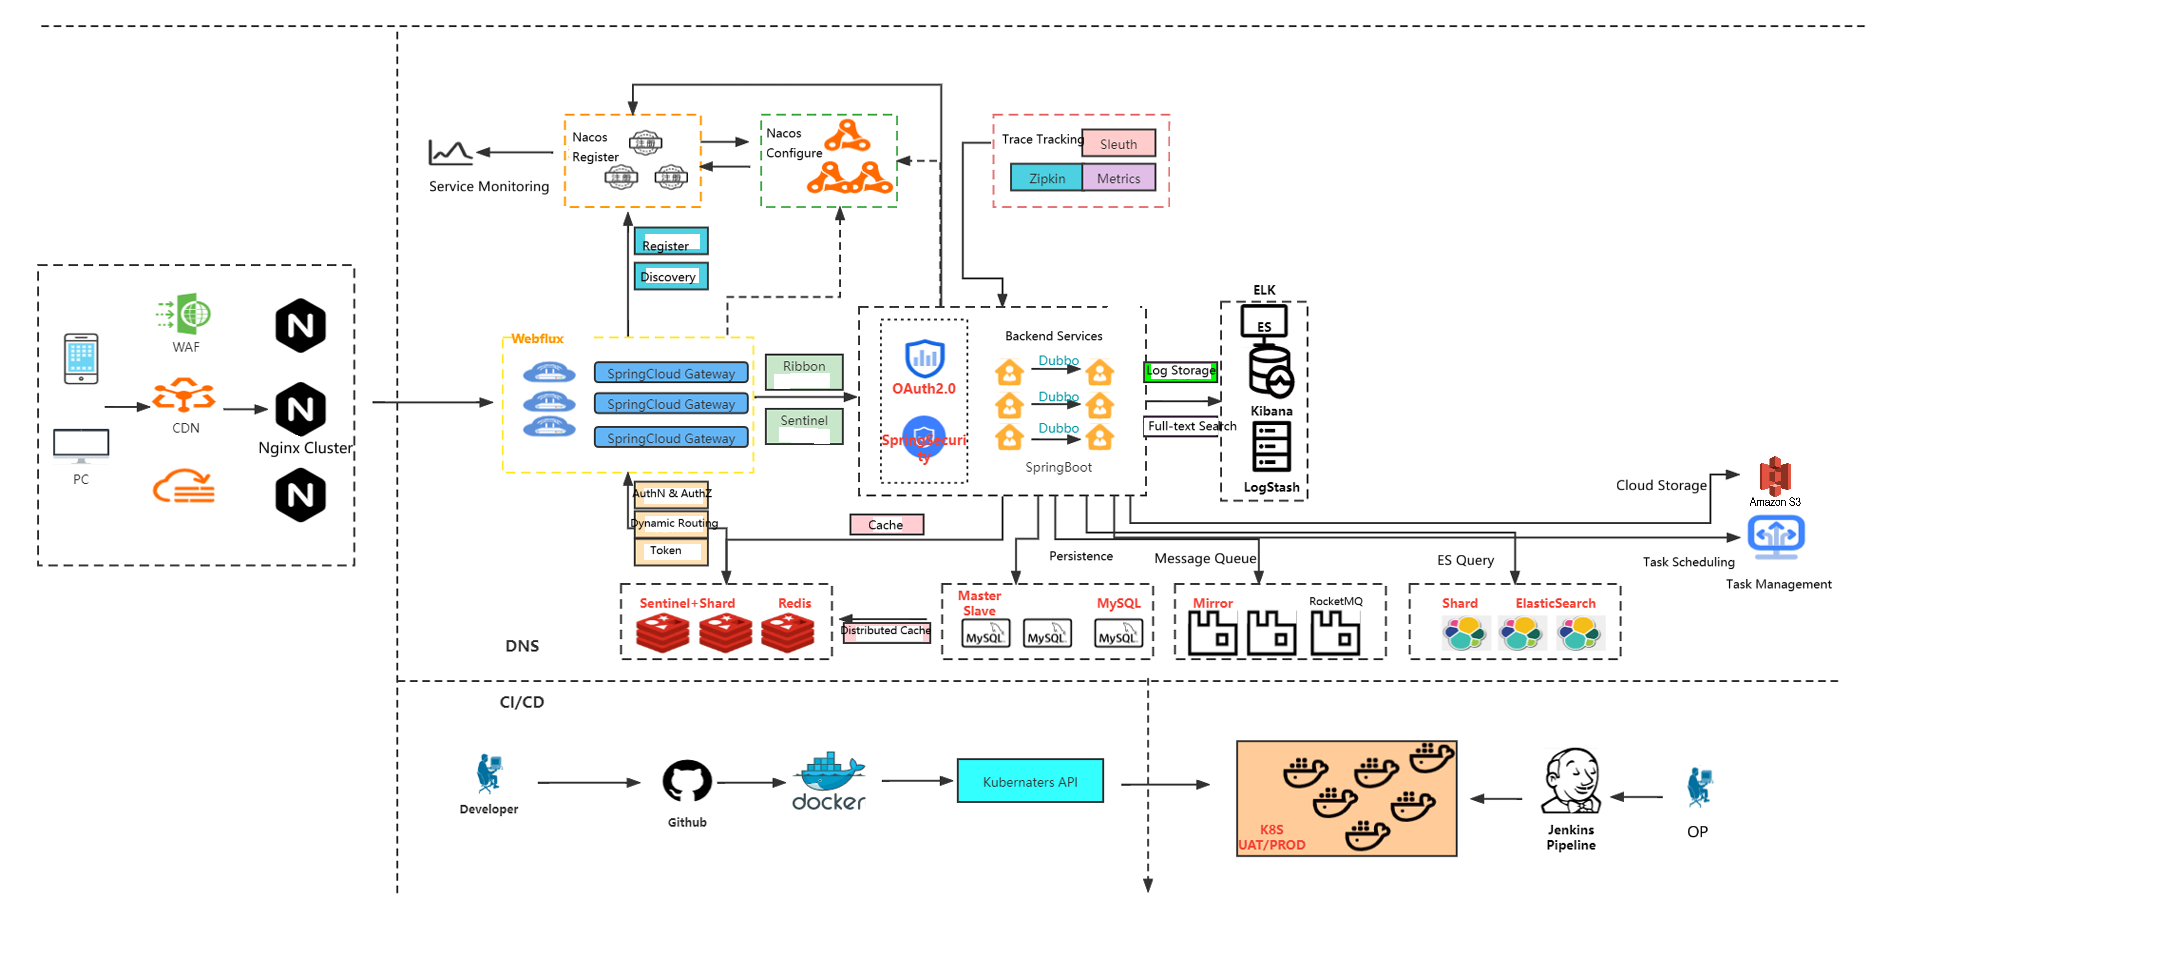 Nacos
Register
注册
注册
注册
Nacos
Configure
Trace Tracking
Sleuth
Zipkin
Metrics
Service Monitoring
Register
Discovery
WAF
CDN
PC
N
N
Nginx Cluster
N
Webflux
SpringCloud Gateway
SpringCloud Gateway
SpringCloud Gateway
Ribbon
Sentinel
OAuth2.0
SpringSecuri
ty
Backend Services
Dubbo
Dubbo
Dubbo
SpringBoot
Log Storage
Full-text Search
ELK
ES
Kibana
LogStash
AuthN & AuthZ
Dynamic Routing
Token
Cache
Persistence
Message Queue
ES Query
Cloud Storage
Amazon S3
Task Scheduling
Task Management
Sentinel+Shard
Redis
Distributed Cache
Master
Slave
MySQL
MySQL
MySQL
MySQL
Mirror
RocketMQ
Shard
ElasticSearch
DNS
CI/CD
Developer
Github
docker
Kubernaters API
K8S
UAT/PROD
Jenkins
Pipeline
OP